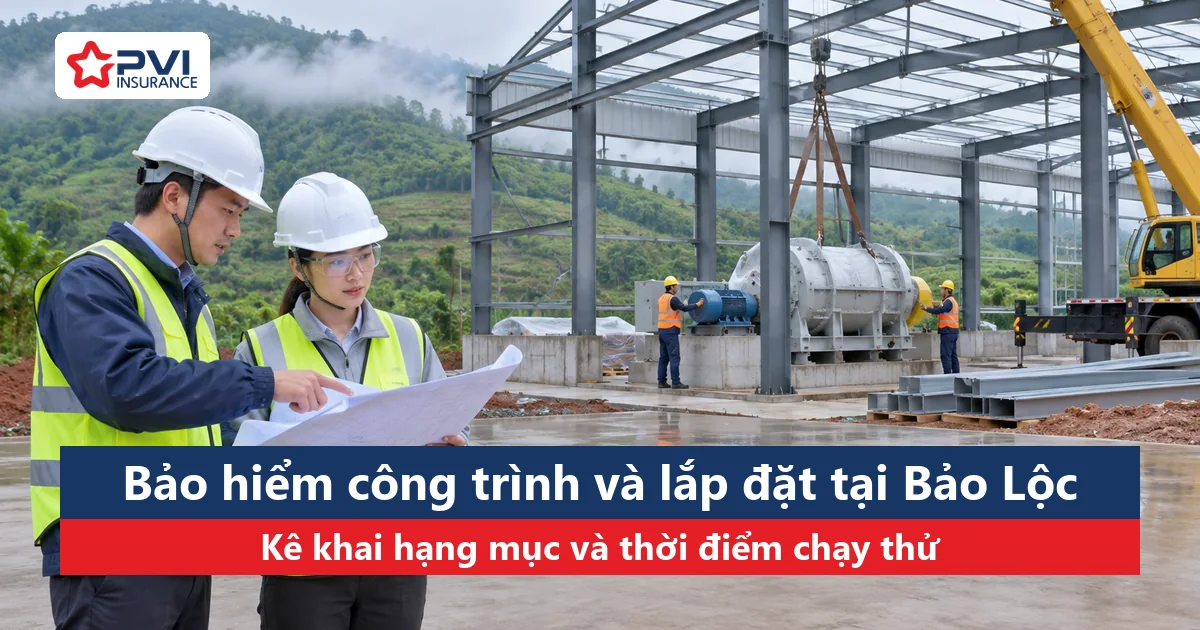 PVI
INSURANCE
Bảo hiểm công trình và lắp đặt tại Bảo Lộc
Kê khai hạng mục và thời điểm chạy thử